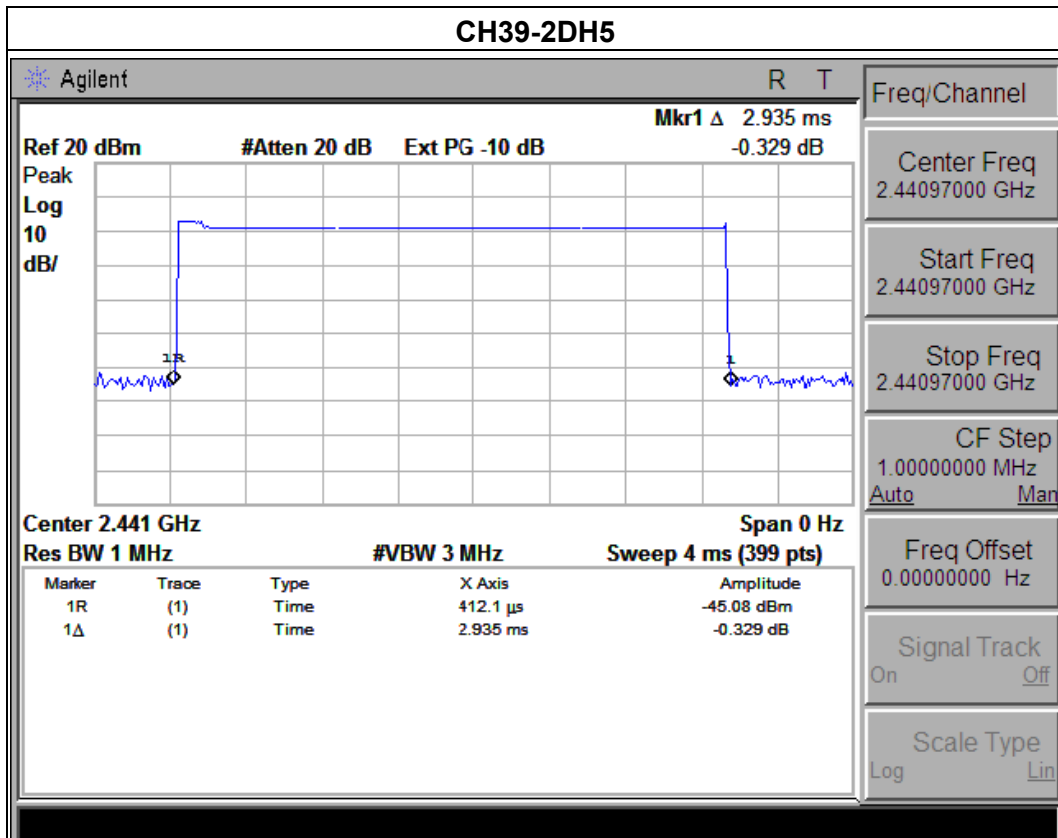 CH39-2DH5
Agilent R T
Mkr1 Δ 2.935 ms
Ref 20 dBm #Atten 20 dB Ext PG -10 dB -0.329 dB
Peak
Log
10
dB/
1R
1
Center 2.441 GHz Span 0 Hz
Res BW 1 MHz #VBW 3 MHz Sweep 4 ms (399 pts)
Marker Trace Type X Axis Amplitude
1R (1) Time 412.1 µs -45.08 dBm
1Δ (1) Time 2.935 ms -0.329 dB
Freq/Channel
Center Freq
2.44097000 GHz
Start Freq
2.44097000 GHz
Stop Freq
2.44097000 GHz
CF Step
1.00000000 MHz
Auto Man
Freq Offset
0.00000000 Hz
Signal Track
On Off
Scale Type
Log Lin